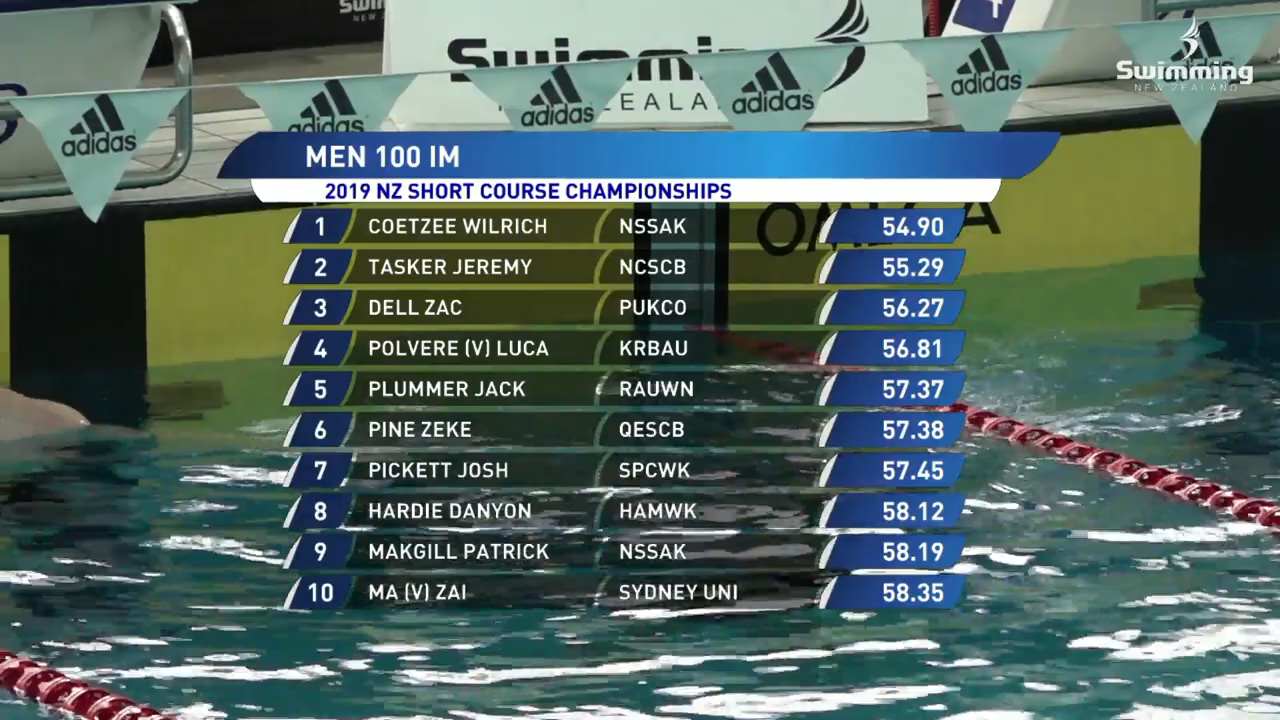 Swimming
NEW ZEALAND
adidas
adidas
adidas
adidas
adidas
MEN 100 IM
2019 NZ SHORT COURSE CHAMPIONSHIPS
1 COETZEE WILRICH NSSAK 54.90
2 TASKER JEREMY NCSCB 55.29
3 DELL ZAC PUKCO 56.27
4 POLVERE (V) LUCA KRBAU 56.81
5 PLUMMER JACK RAUWN 57.37
6 PINE ZEKE QESCB 57.38
7 PICKETT JOSH SPCWK 57.45
8 HARDIE DANYON HAMWK 58.12
9 MAKGILL PATRICK NSSAK 58.19
10 MA (V) ZAI SYDNEY UNI 58.35